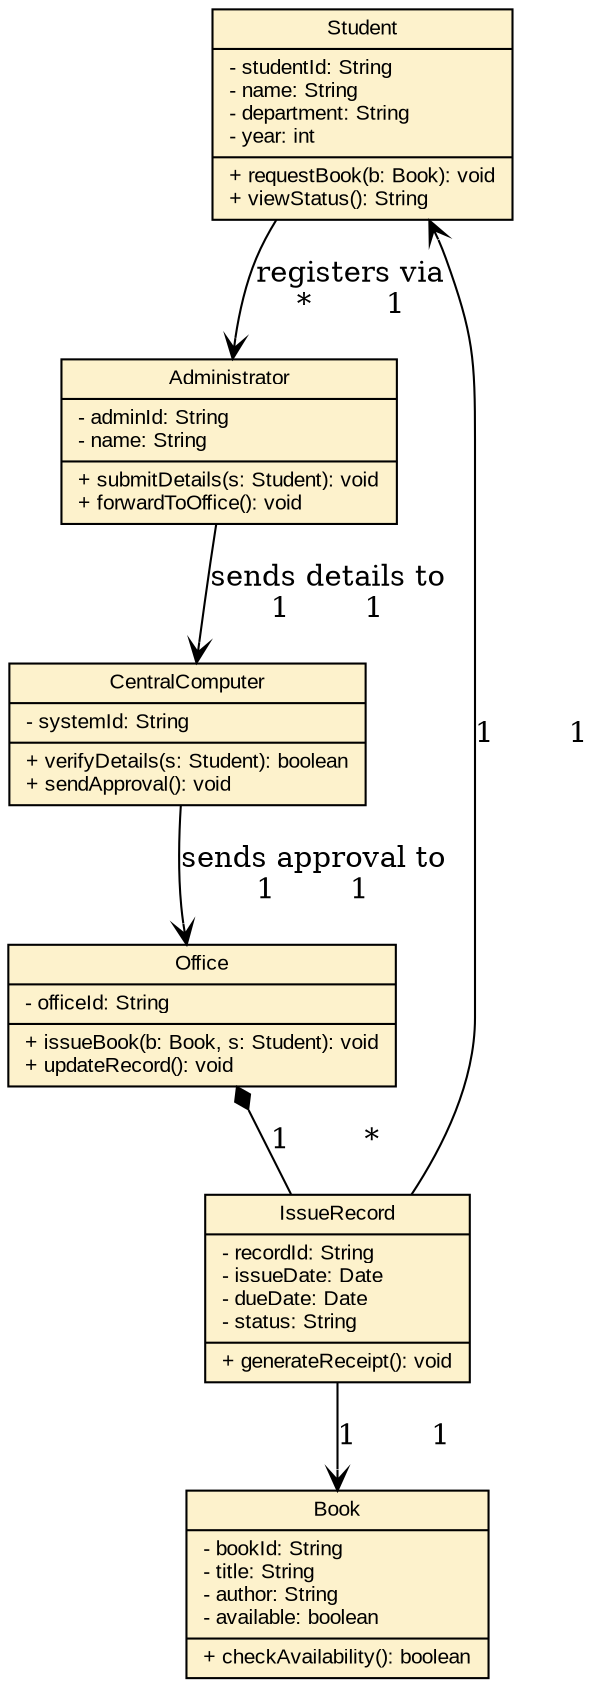 Student
- studentId: String
- name: String
- department: String
- year: int
+ requestBook(b: Book): void
+ viewStatus(): String
registers via
* 1
Administrator
- adminId: String
- name: String
+ submitDetails(s: Student): void
+ forwardToOffice(): void
sends details to
1 1
CentralComputer
- systemId: String
+ verifyDetails(s: Student): boolean
+ sendApproval(): void
1 1
sends approval to
1 1
Office
- officeId: String
+ issueBook(b: Book, s: Student): void
+ updateRecord(): void
1 *
IssueRecord
- recordId: String
- issueDate: Date
- dueDate: Date
- status: String
+ generateReceipt(): void
1 1
Book
- bookId: String
- title: String
- author: String
- available: boolean
+ checkAvailability(): boolean